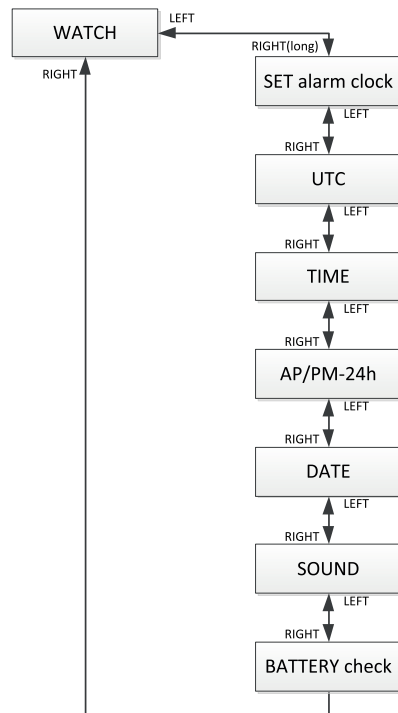 WATCH
LEFT
RIGHT
RIGHT(long)
SET alarm clock
LEFT
RIGHT
UTC
LEFT
RIGHT
TIME
LEFT
RIGHT
AP/PM-24h
LEFT
RIGHT
DATE
LEFT
RIGHT
SOUND
LEFT
RIGHT
BATTERY check